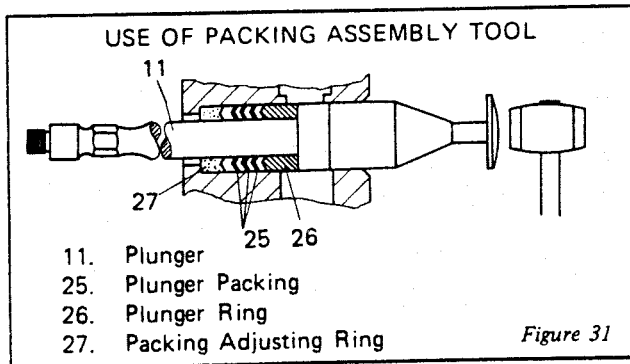 USE OF PACKING ASSEMBLY TOOL
11
27
25 26
11. Plunger
25. Plunger Packing
26. Plunger Ring
27. Packing Adjusting Ring
Figure 31